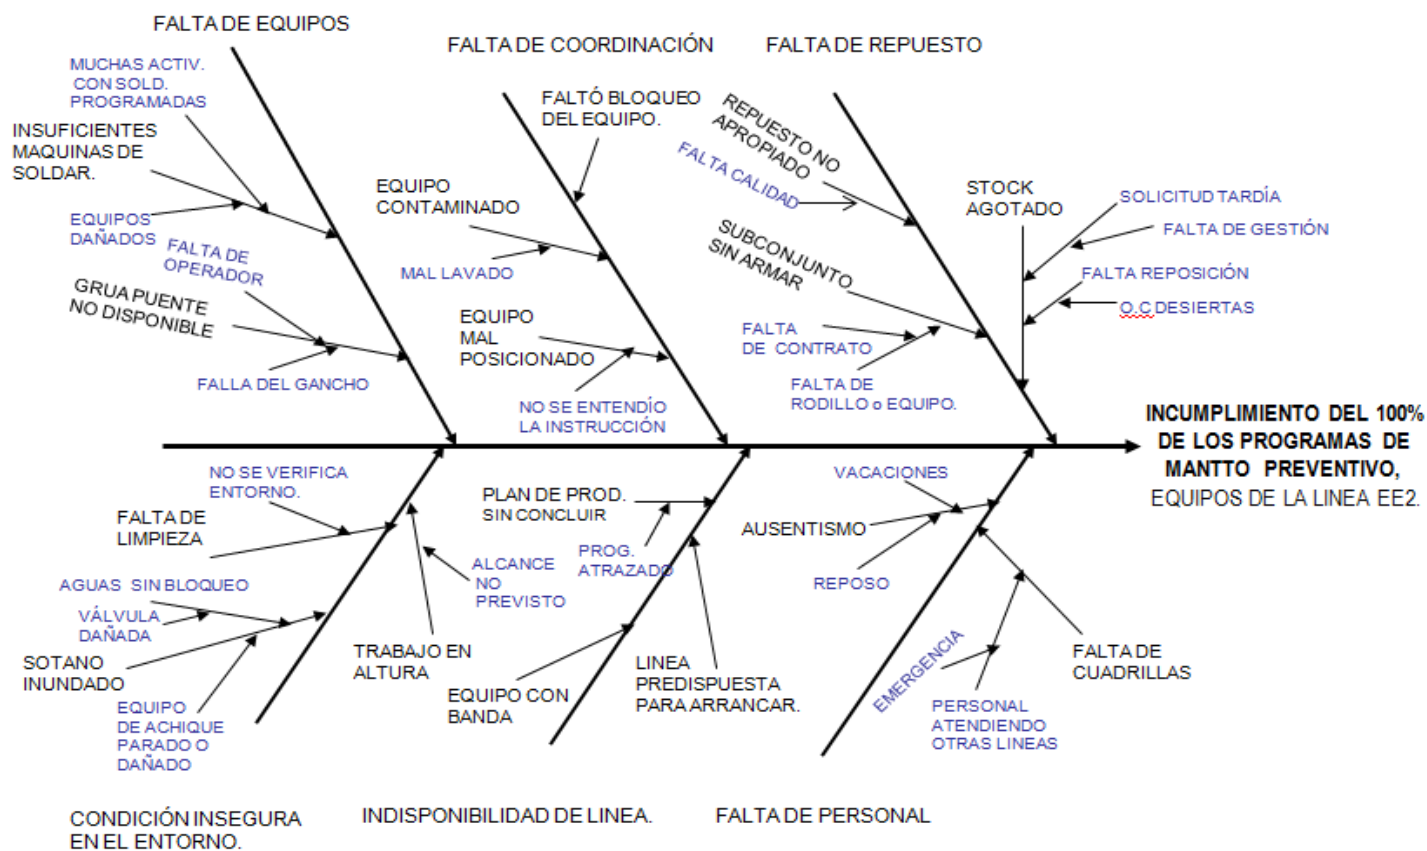 FALTA DE EQUIPOS
MUCHAS ACTIV.
CON SOLD.
PROGRAMADAS
INSUFICIENTES
MAQUINAS DE
SOLDAR.
EQUIPOS
DAÑADOS
FALTA DE
OPERADOR
GRUA PUENTE
NO DISPONIBLE
FALLA DEL GANCHO
FALTA DE COORDINACIÓN
FALTÓ BLOQUEO
DEL EQUIPO.
EQUIPO
CONTAMINADO
MAL LAVADO
EQUIPO
MAL
POSICIONADO
NO SE ENTENDÍO
LA INSTRUCCIÓN
FALTA DE REPUESTO
REPUESTO NO
APROPIADO
FALTA CALIDAD
SUBCONJUNTO
SIN ARMAR
FALTA
DE CONTRATO
FALTA DE
RODILLO o EQUIPO.
STOCK
AGOTADO
SOLICITUD TARDÍA
FALTA DE GESTIÓN
FALTA REPOSICIÓN
O.C DESIERTAS
INCUMPLIMIENTO DEL 100%
DE LOS PROGRAMAS DE
MANTTO PREVENTIVO,
EQUIPOS DE LA LINEA EE2.
NO SE VERIFICA
ENTORNO.
FALTA DE
LIMPIEZA
AGUAS SIN BLOQUEO
VÁLVULA
DAÑADA
SOTANO
INUNDADO
EQUIPO
DE ACHIQUE
PARADO O
DAÑADO
ALCANCE
NO
PREVISTO
TRABAJO EN
ALTURA
CONDICIÓN INSEGURA
EN EL ENTORNO.
PLAN DE PROD.
SIN CONCLUIR
PROG.
ATRAZADO
EQUIPO CON
BANDA
LINEA
PREDISPUESTA
PARA ARRANCAR.
INDISPONIBILIDAD DE LINEA.
VACACIONES
AUSENTISMO
REPOSO
EMERGENCIA
PERSONAL
ATENDIENDO
OTRAS LINEAS
FALTA DE
CUADRILLAS
FALTA DE PERSONAL